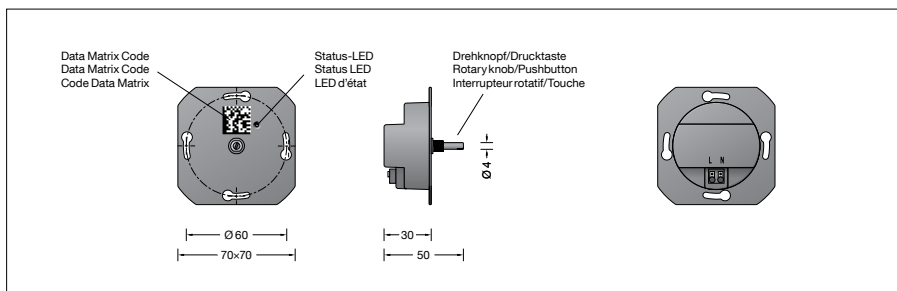 Data Matrix Code
Data Matrix Code
Code Data Matrix
Status-LED
Status LED
LED d'état
Drehknopf/Drucktaste
Rotary knob/Pushbutton
Interrupteur rotatif/Touche
Ø 4
L N
Ø 60
70×70
30
50